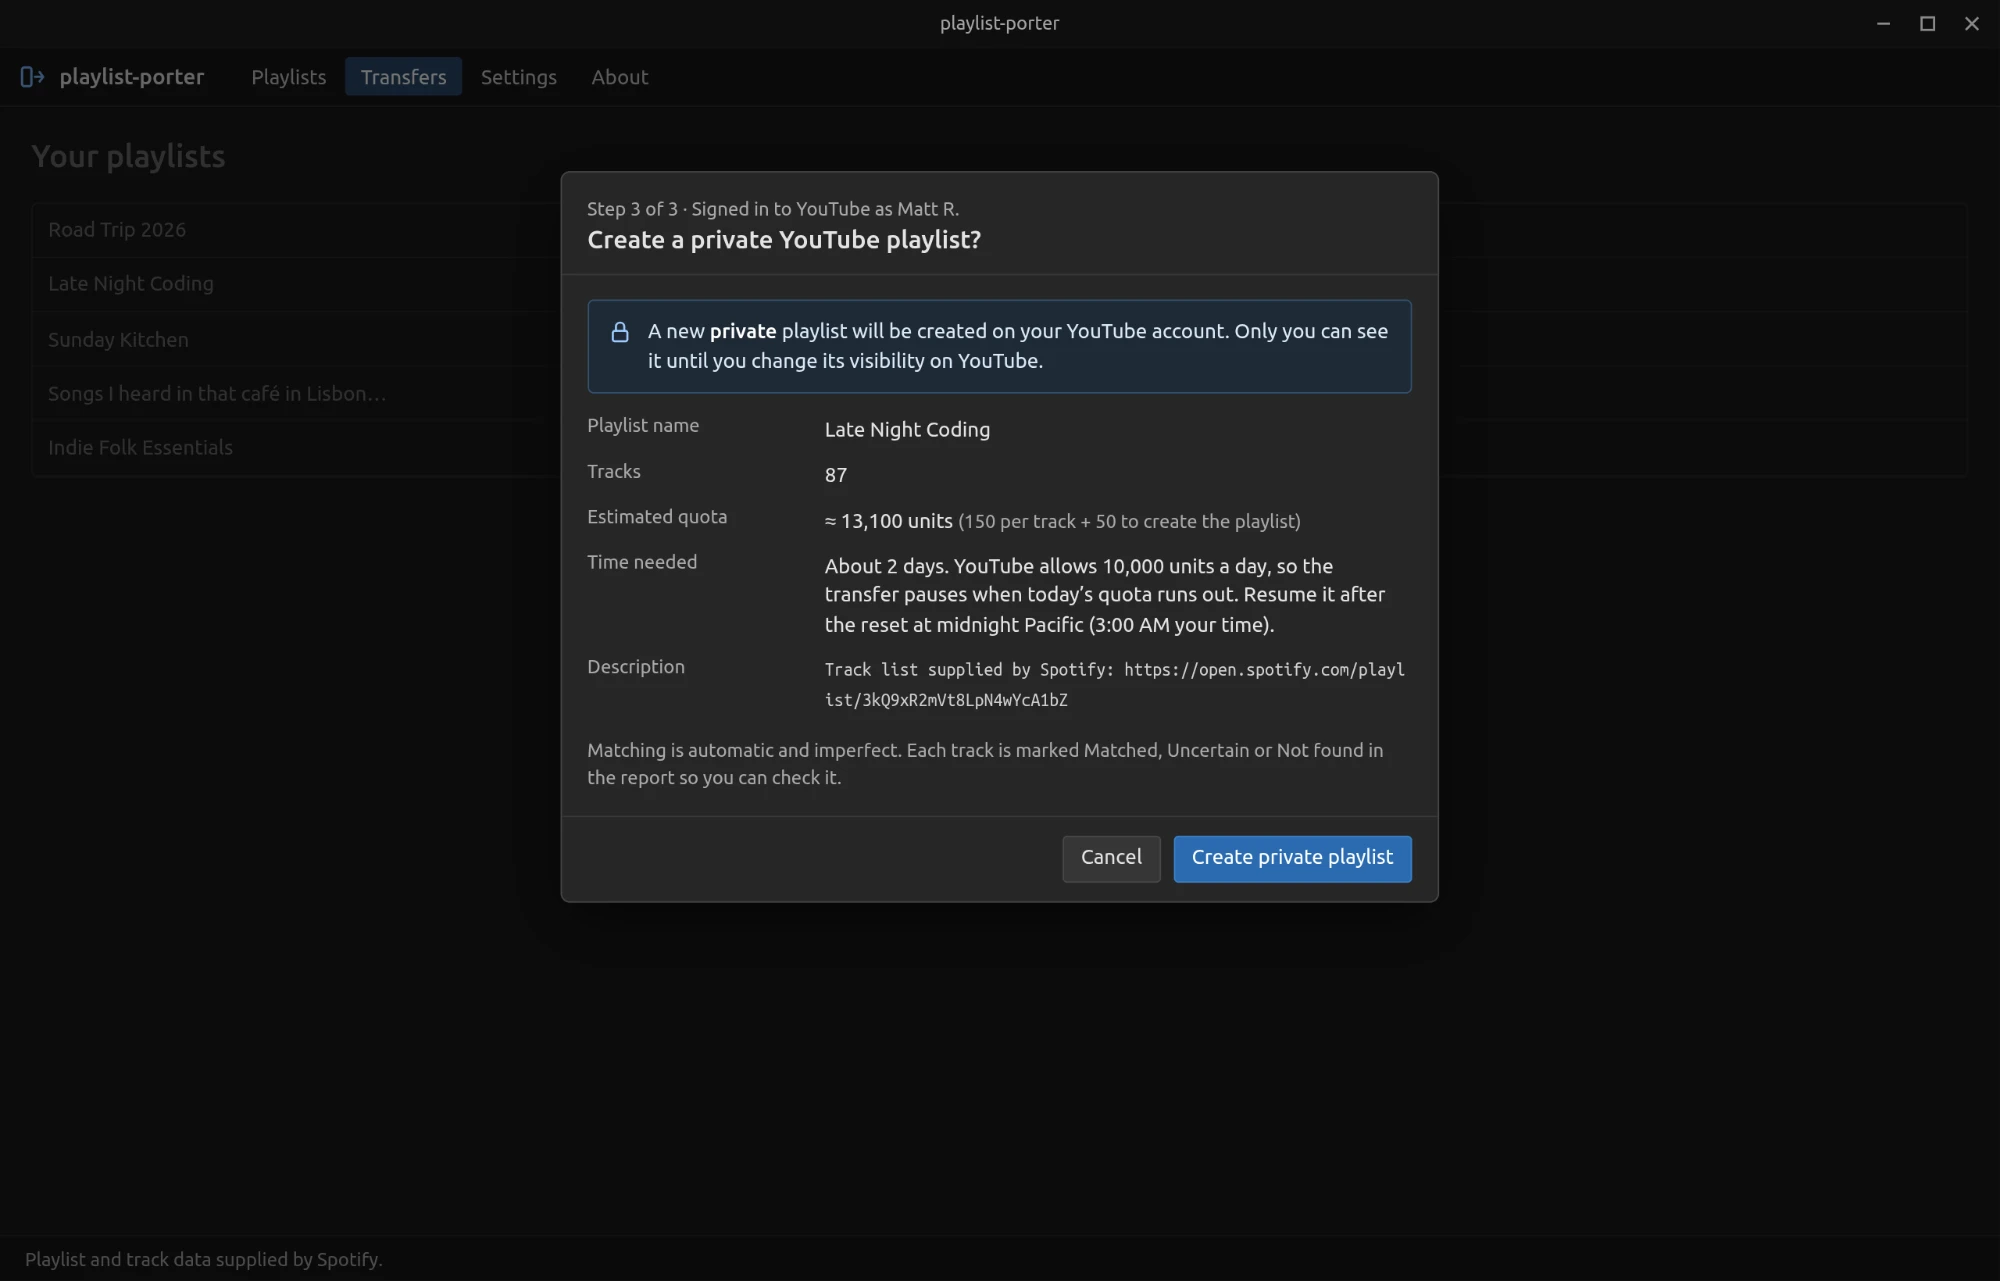 playlist-porter
playlist-porter Playlists Transfers Settings About
Your playlists
Road Trip 2026
Late Night Coding
Sunday Kitchen
Songs I heard in that café in Lisbon…
Indie Folk Essentials
Step 3 of 3 · Signed in to YouTube as Matt R.
Create a private YouTube playlist?
A new private playlist will be created on your YouTube account. Only you can see
it until you change its visibility on YouTube.
Playlist name Late Night Coding
Tracks 87
Estimated quota ≈ 13,100 units (150 per track + 50 to create the playlist)
Time needed About 2 days. YouTube allows 10,000 units a day, so the
transfer pauses when today’s quota runs out. Resume it after
the reset at midnight Pacific (3:00 AM your time).
Description Track list supplied by Spotify: https://open.spotify.com/playl
ist/3kQ9xR2mVt8LpN4wYcA1bZ
Matching is automatic and imperfect. Each track is marked Matched, Uncertain or Not found in
the report so you can check it.
Cancel Create private playlist
Playlist and track data supplied by Spotify.